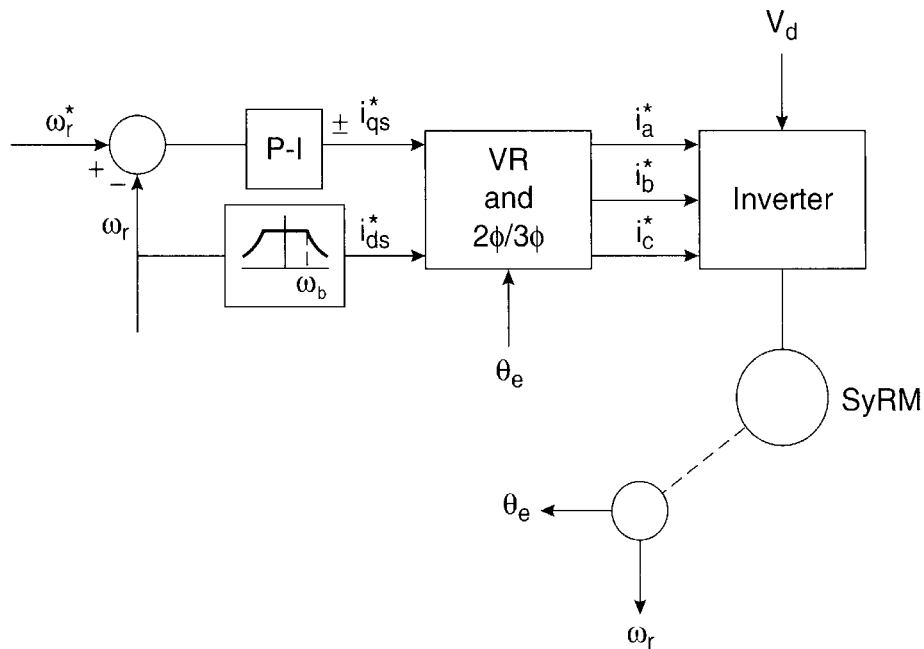 V_d
ω_r^*
+
−
ω_r
P-I
± i_qs^*
i_ds^*
ω_b
VR
and
2ϕ/3ϕ
θ_e
i_a^*
i_b^*
i_c^*
Inverter
SyRM
θ_e
ω_r